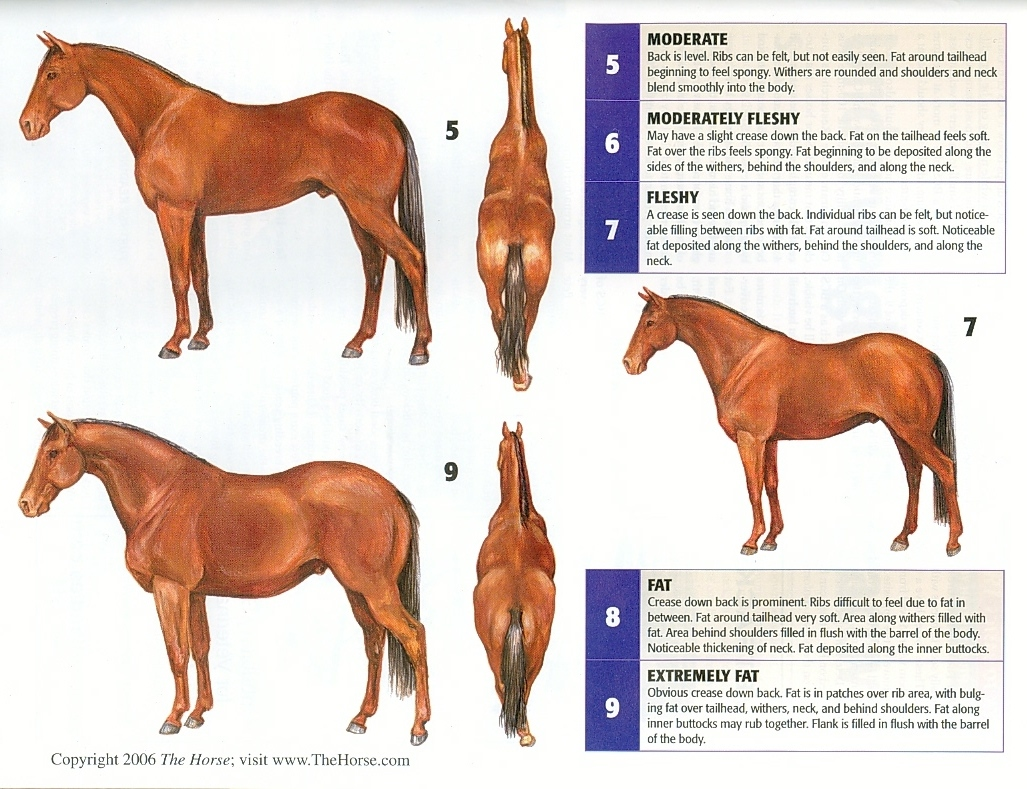 5
MODERATE
Back is level. Ribs can be felt, but not easily seen. Fat around tailhead
beginning to feel spongy. Withers are rounded and shoulders and neck
blend smoothly into the body.
6
MODERATELY FLESHY
May have a slight crease down the back. Fat on the tailhead feels soft.
Fat over the ribs feels spongy. Fat beginning to be deposited along the
sides of the withers, behind the shoulders, and along the neck.
7
FLESHY
A crease is seen down the back. Individual ribs can be felt, but notice-
able filling between ribs with fat. Fat around tailhead is soft. Noticeable
fat deposited along the withers, behind the shoulders, and along the
neck.
5
7
9
8
FAT
Crease down back is prominent. Ribs difficult to feel due to fat in
between. Fat around tailhead very soft. Area along withers filled with
fat. Area behind shoulders filled in flush with the barrel of the body.
Noticeable thickening of neck. Fat deposited along the inner buttocks.
9
EXTREMELY FAT
Obvious crease down back. Fat is in patches over rib area, with bulg-
ing fat over tailhead, withers, neck, and behind shoulders. Fat along
inner buttocks may rub together. Flank is filled in flush with the barrel
of the body.
Copyright 2006 The Horse; visit www.TheHorse.com